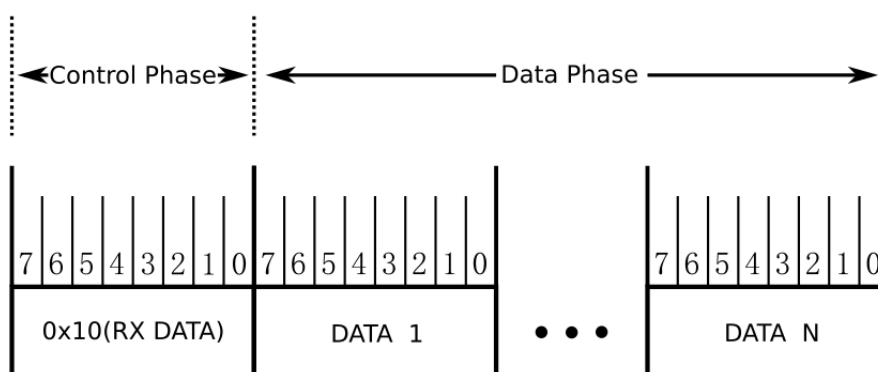 Control Phase Data Phase
7 6 5 4 3 2 1 0 7 6 5 4 3 2 1 0 7 6 5 4 3 2 1 0
0x10(RX DATA) DATA 1 DATA N